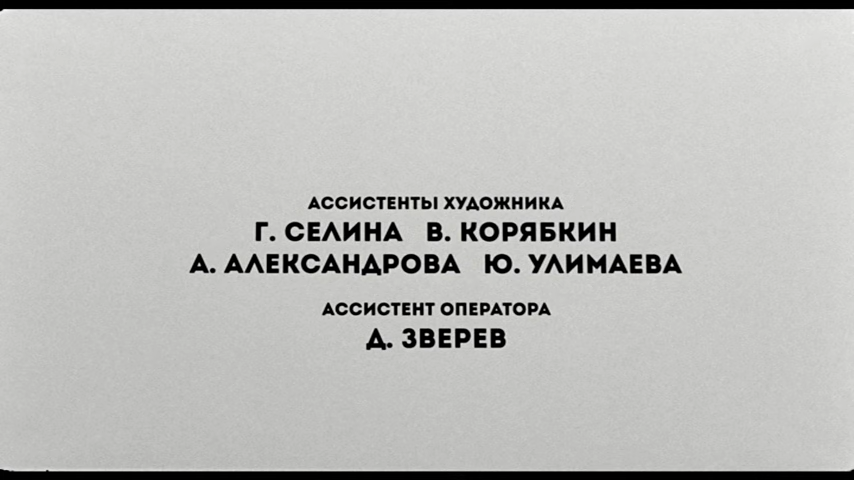 АССИСТЕНТЫ ХУДОЖНИКА
Г. СЕЛИНА В. КОРЯБКИН
А. АЛЕКСАНДРОВА Ю. УЛИМАЕВА
АССИСТЕНТ ОПЕРАТОРА
Д. ЗВЕРЕВ